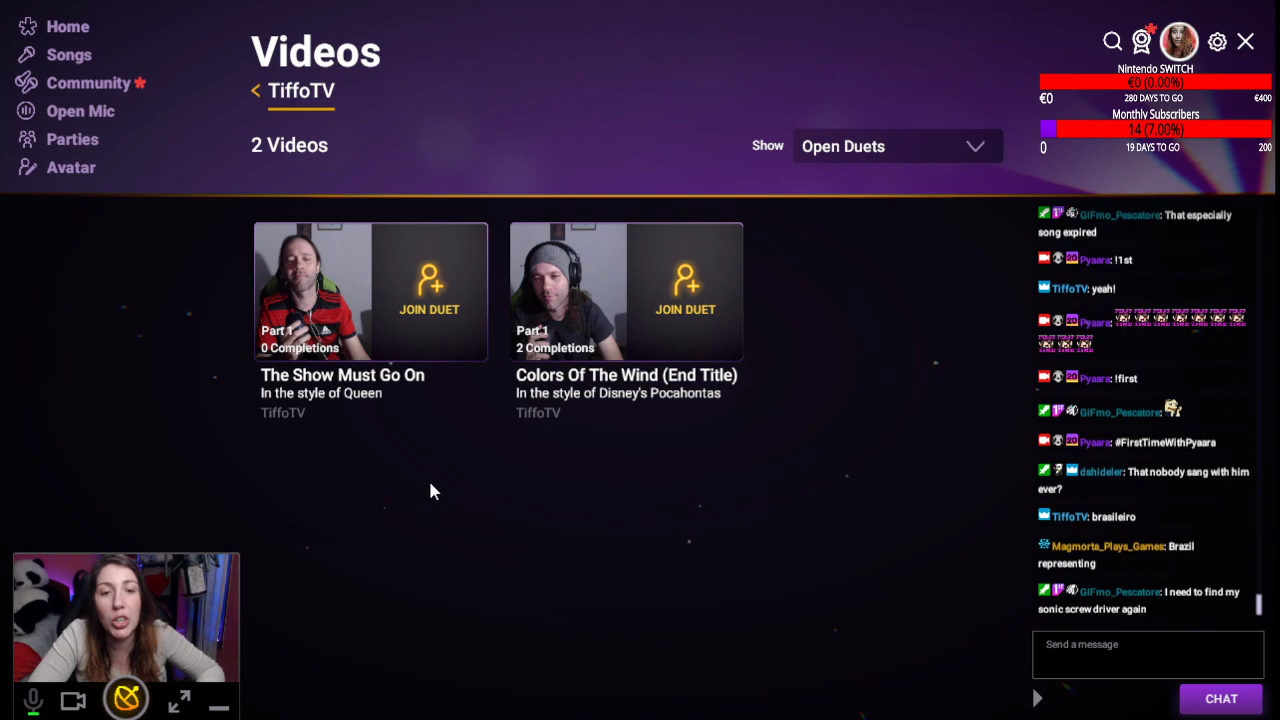 Home
Songs
Community
Open Mic
Parties
Avatar
Videos
TiffoTV
2 Videos
Show
Open Duets
JOIN DUET
Part 1
0 Completions
The Show Must Go On
In the style of Queen
TiffoTV
JOIN DUET
Part 1
2 Completions
Colors Of The Wind (End Title)
In the style of Disney's Pocahontas
TiffoTV
Nintendo SWITCH
€0 (0.00%)
€0 280 DAYS TO GO €400
Monthly Subscribers
14 (7.00%)
0 19 DAYS TO GO 200
GIFmo_Pescatore: That especially
song expired
Pyaara: !1st
TiffoTV: yeah!
Pyaara:
Pyaara: !first
GIFmo_Pescatore:
Pyaara: #FirstTimeWithPyaara
dshideler: That nobody sang with him
ever?
TiffoTV: brasileiro
Magmorta_Plays_Games: Brazil
representing
GIFmo_Pescatore: I need to find my
sonic screw driver again
Send a message
CHAT